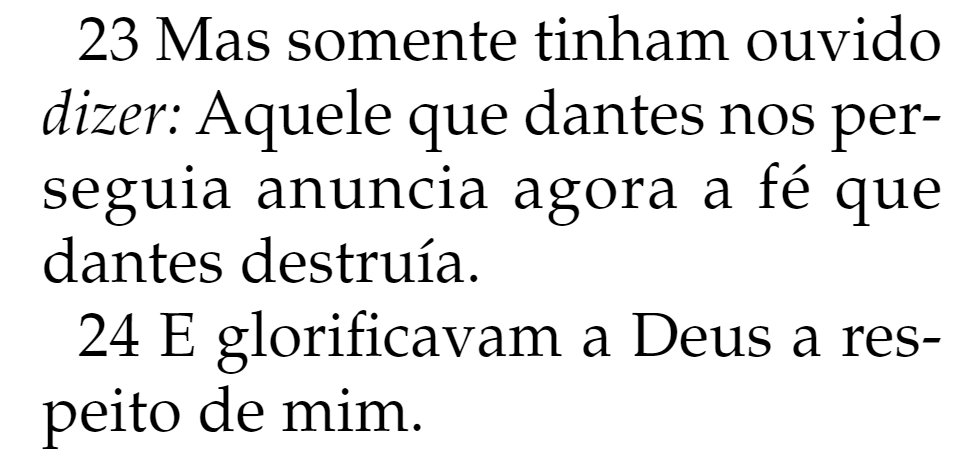 23 Mas somente tinham ouvido
dizer: Aquele que dantes nos per-
seguia anuncia agora a fé que
dantes destruía.
24 E glorificavam a Deus a res-
peito de mim.